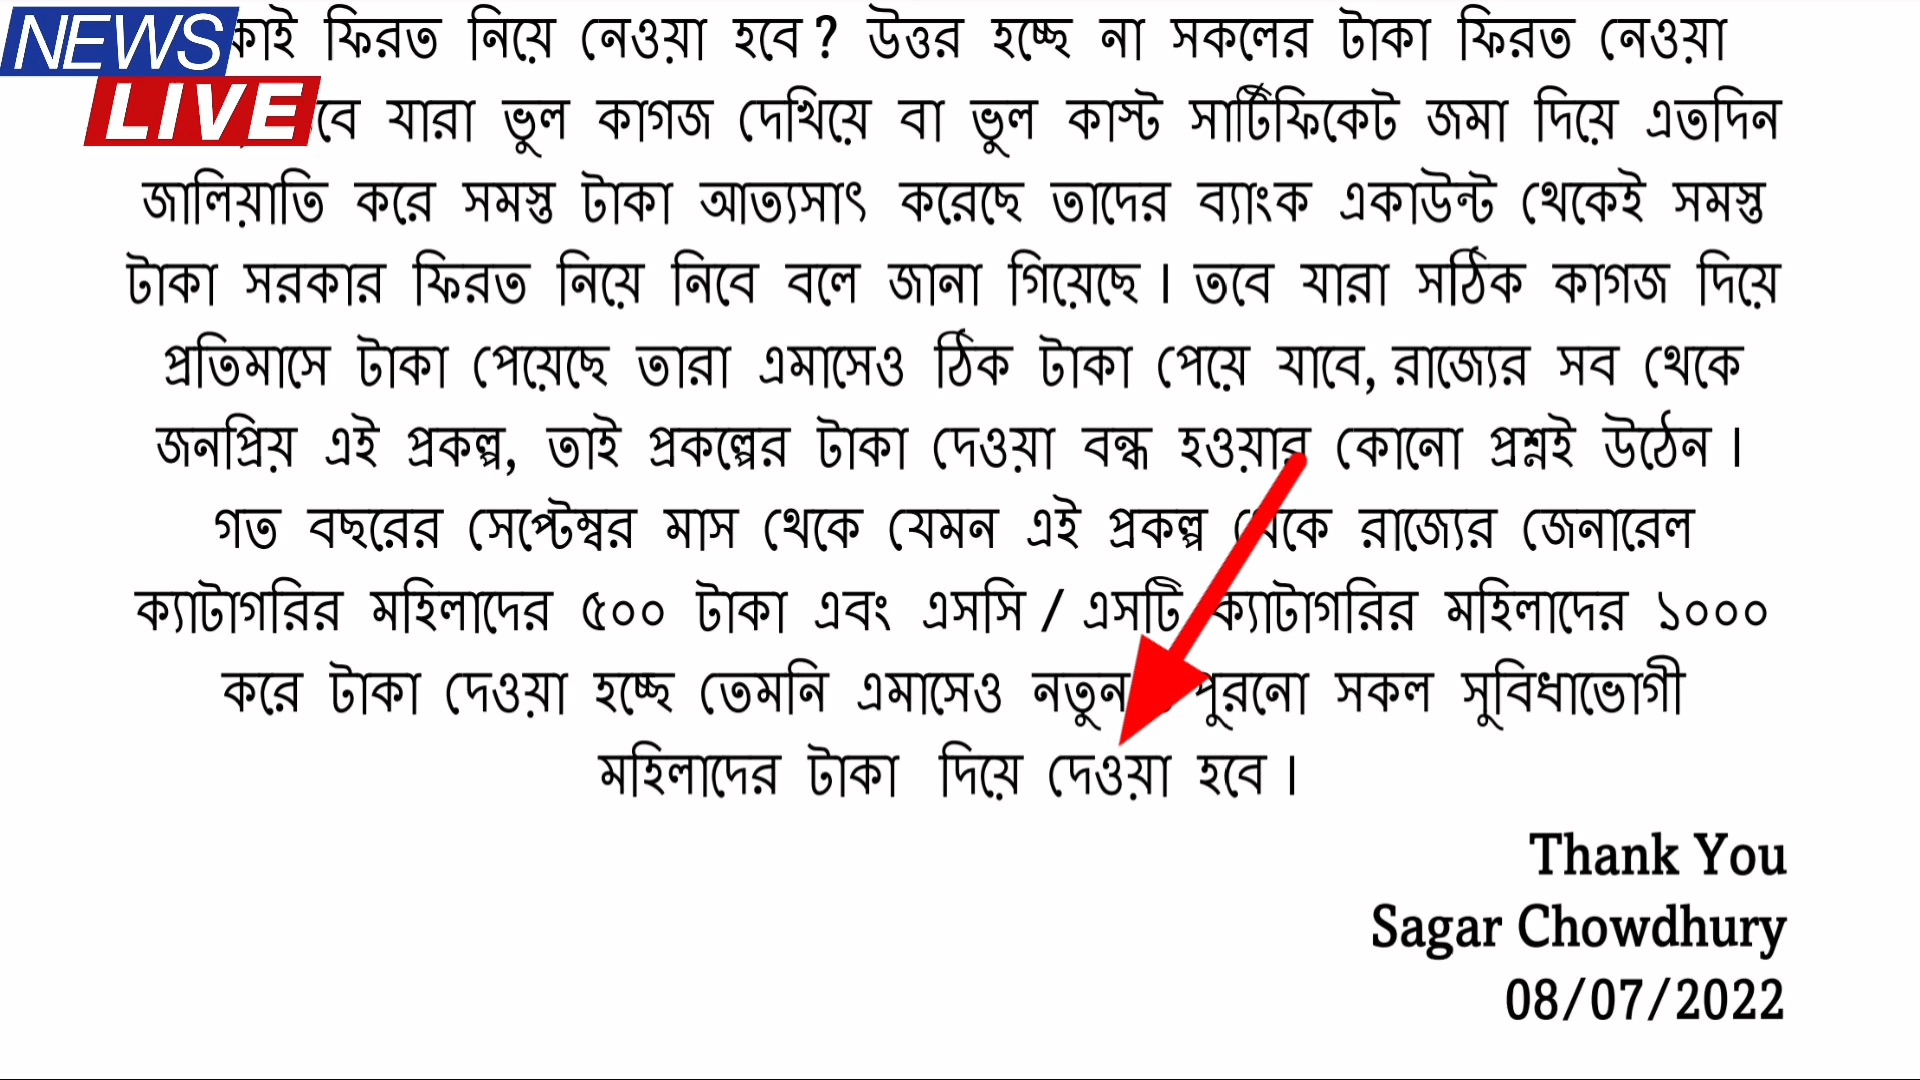 NEWS
LIVE
ফিরত নিয়ে নেওয়া হবে ? উত্তর হচ্ছে না সকলের টাকা ফিরত নেওয়া
যারা ভুল কাগজ দেখিয়ে বা ভুল কাস্ট সার্টিফিকেট জমা দিয়ে এতদিন
জালিয়াতি করে সমস্ত টাকা আত্যসাৎ করেছে তাদের ব্যাংক একাউন্ট থেকেই সমস্ত
টাকা সরকার ফিরত নিয়ে নিবে বলে জানা গিয়েছে । তবে যারা সঠিক কাগজ দিয়ে
প্রতিমাসে টাকা পেয়েছে তারা এমাসেও ঠিক টাকা পেয়ে যাবে, রাজ্যের সব থেকে
জনপ্রিয় এই প্রকল্প, তাই প্রকল্পের টাকা দেওয়া বন্ধ হওয়ার কোনো প্রশ্নই উঠেন ।
গত বছরের সেপ্টেম্বর মাস থেকে যেমন এই প্রকল্প থেকে রাজ্যের জেনারেল
ক্যাটাগরির মহিলাদের ৫০০ টাকা এবং এসসি / এসটি ক্যাটাগরির মহিলাদের ১০০০
করে টাকা দেওয়া হচ্ছে তেমনি এমাসেও নতুন পুরনো সকল সুবিধাভোগী
মহিলাদের টাকা দিয়ে দেওয়া হবে ।
Thank You
Sagar Chowdhury
08/07/2022